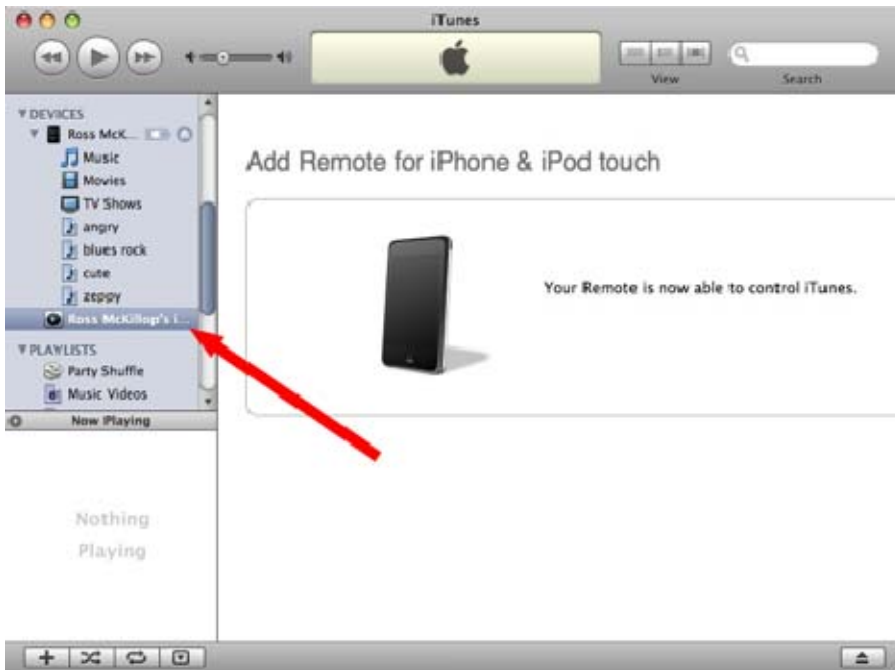 iTunes
View
Search
DEVICES
Ross McK...
Music
Movies
TV Shows
angry
blues rock
cute
zeppy
Ross McKillop's i...
PLAYLISTS
Party Shuffle
Music Videos
Now Playing
Nothing
Playing
Add Remote for iPhone & iPod touch
Your Remote is now able to control iTunes.